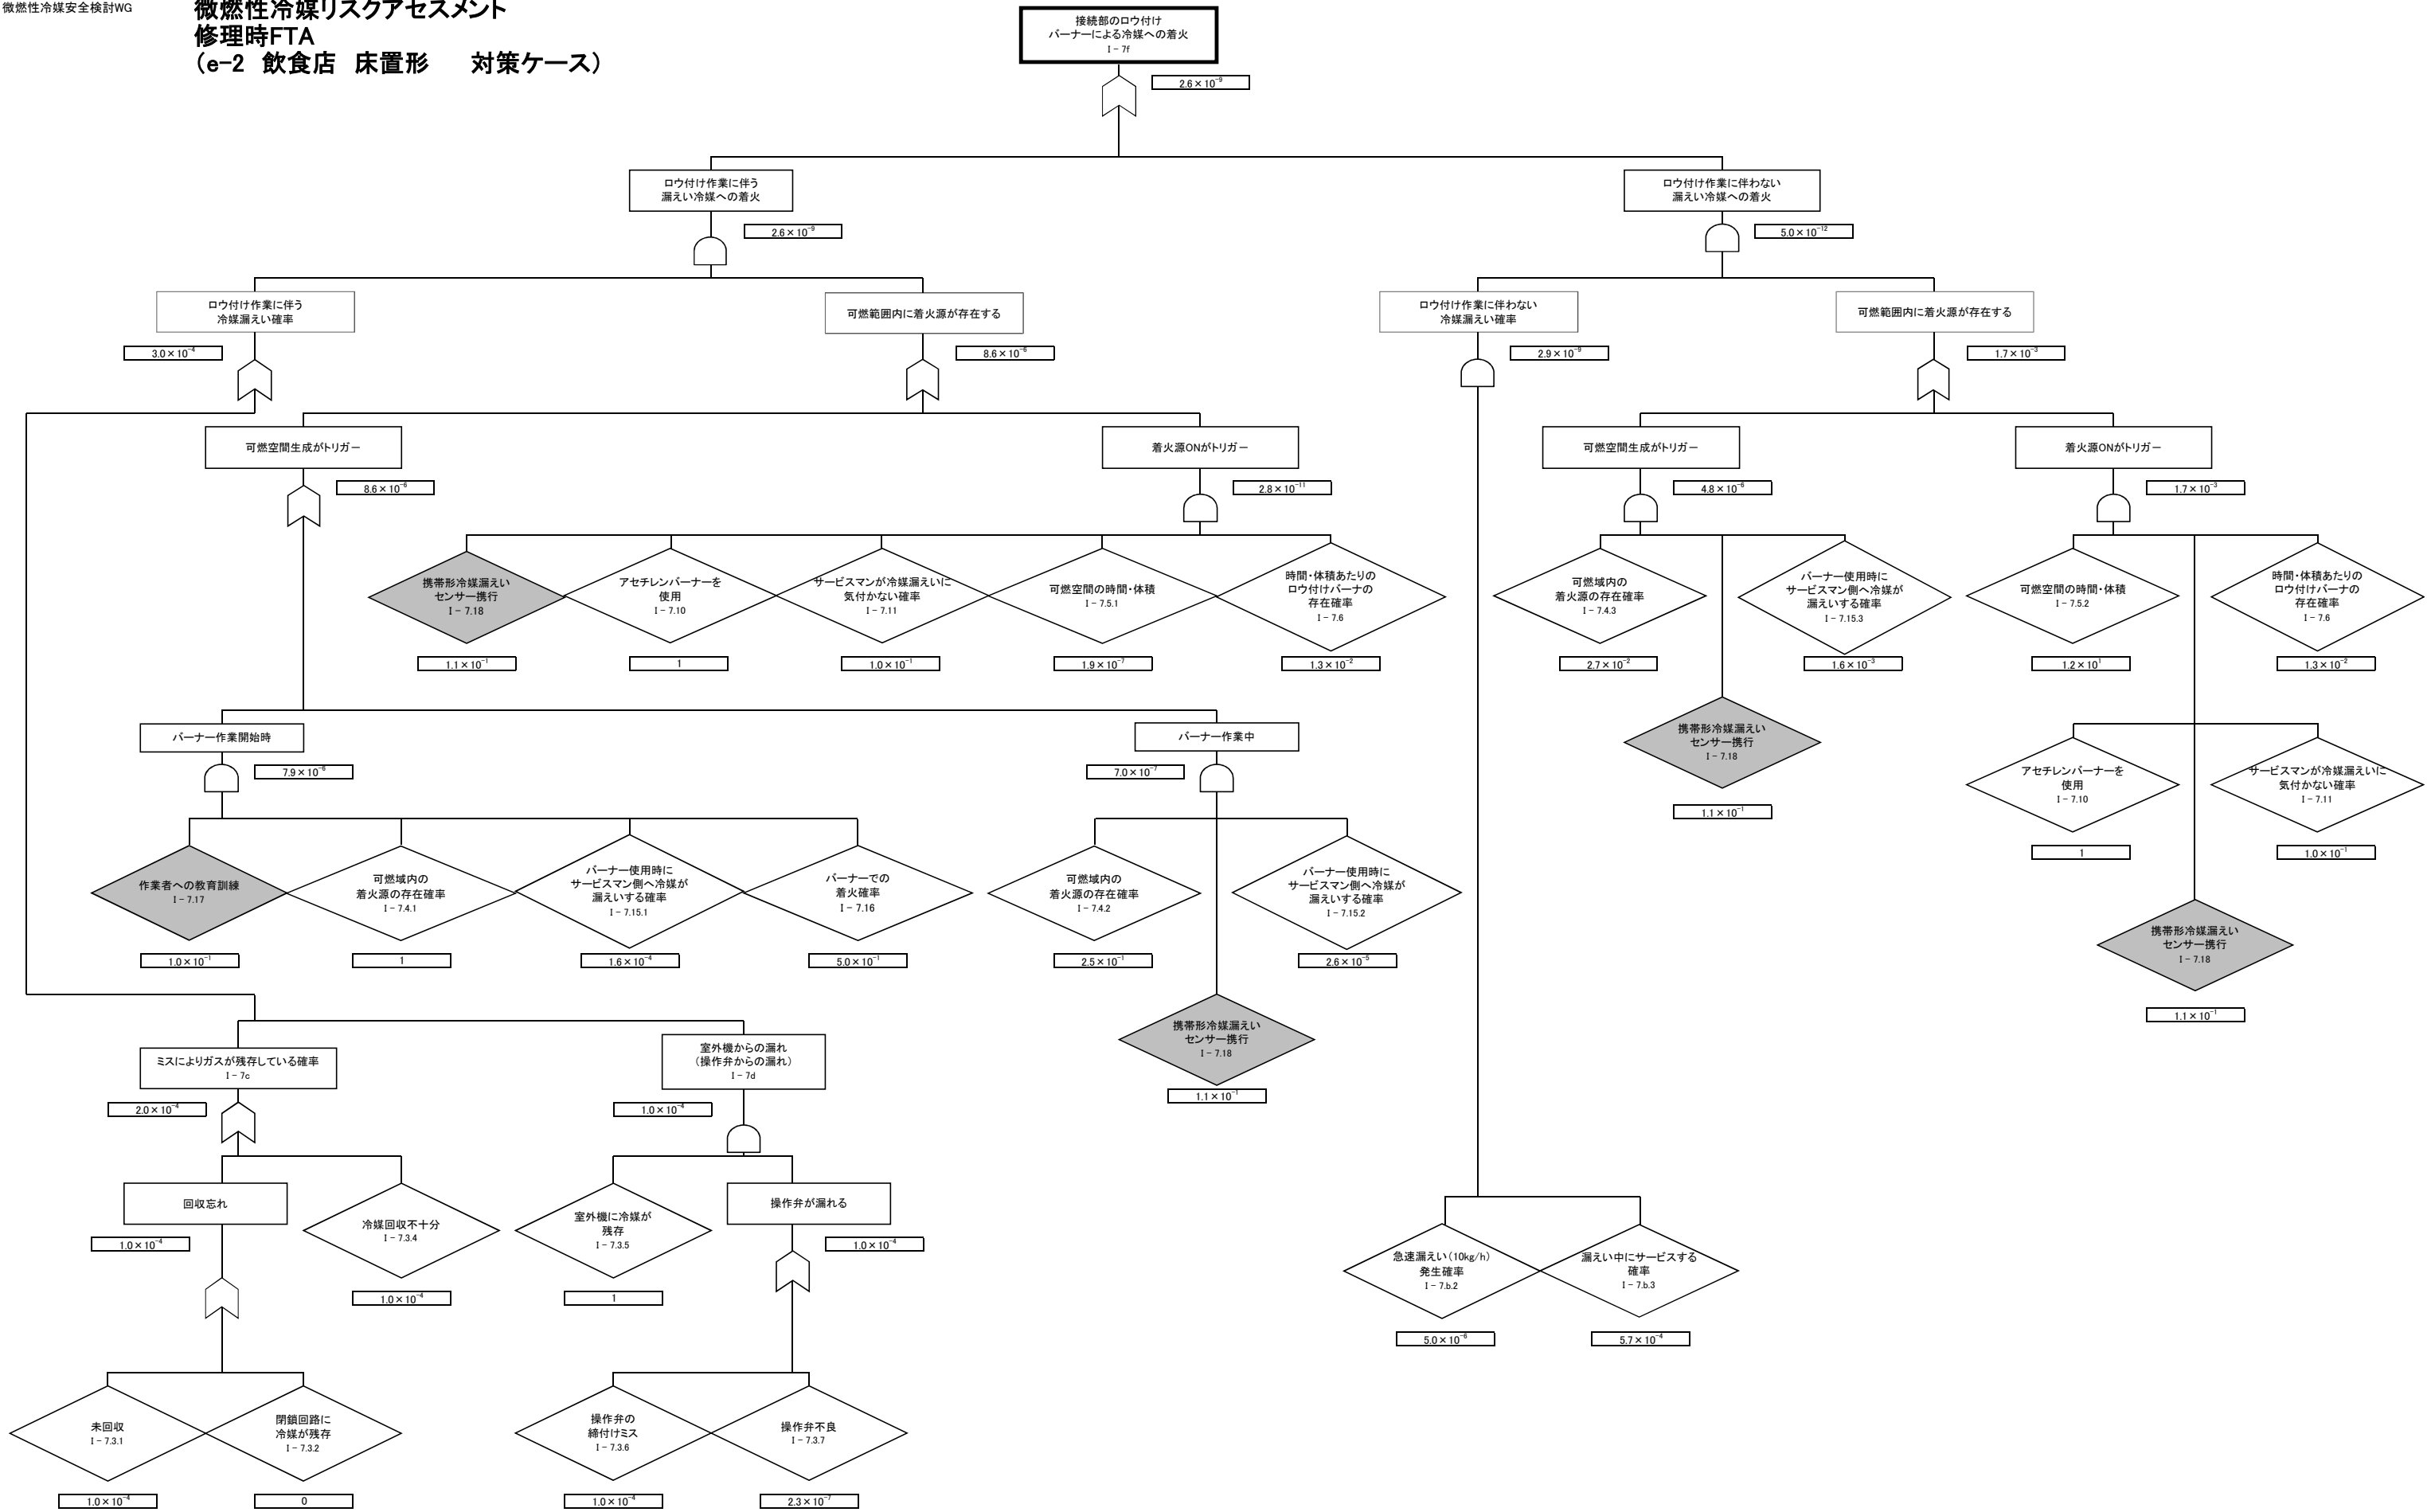 微燃性冷媒安全検討WG
微燃性冷媒リスクアセスメント
修理時FTA
（e-2 飲食店 床置形 対策ケース）
接続部のロウ付け
バーナーによる冷媒への着火
I－7f
2.6×10⁻⁹
ロウ付け作業に伴う
漏えい冷媒への着火
2.6×10⁻⁹
ロウ付け作業に伴わない
漏えい冷媒への着火
5.0×10⁻¹²
ロウ付け作業に伴う
冷媒漏えい確率
3.0×10⁻⁴
可燃範囲内に着火源が存在する
8.6×10⁻⁶
ロウ付け作業に伴わない
冷媒漏えい確率
2.9×10⁻⁹
可燃範囲内に着火源が存在する
1.7×10⁻³
可燃空間生成がトリガー
8.6×10⁻⁶
着火源ONがトリガー
2.8×10⁻¹¹
可燃空間生成がトリガー
4.8×10⁻⁶
着火源ONがトリガー
1.7×10⁻³
携帯形冷媒漏えい
センサー携行
I－7.18
1.1×10⁻¹
アセチレンバーナーを
使用
I－7.10
1
サービスマンが冷媒漏えいに
気付かない確率
I－7.11
1.0×10⁻¹
可燃空間の時間・体積
I－7.5.1
1.9×10⁻⁷
時間・体積あたりの
ロウ付けバーナの
存在確率
I－7.6
1.3×10⁻²
可燃域内の
着火源の存在確率
I－7.4.3
2.7×10⁻²
バーナー使用時に
サービスマン側へ冷媒が
漏えいする確率
I－7.15.3
1.6×10⁻³
可燃空間の時間・体積
I－7.5.2
1.2×10¹
時間・体積あたりの
ロウ付けバーナの
存在確率
I－7.6
1.3×10⁻²
携帯形冷媒漏えい
センサー携行
I－7.18
1.1×10⁻¹
アセチレンバーナーを
使用
I－7.10
1
サービスマンが冷媒漏えいに
気付かない確率
I－7.11
1.0×10⁻¹
携帯形冷媒漏えい
センサー携行
I－7.18
1.1×10⁻¹
バーナー作業開始時
7.9×10⁻⁶
バーナー作業中
7.0×10⁻⁷
作業者への教育訓練
I－7.17
1.0×10⁻¹
可燃域内の
着火源の存在確率
I－7.4.1
1
バーナー使用時に
サービスマン側へ冷媒が
漏えいする確率
I－7.15.1
1.6×10⁻⁴
バーナーでの
着火確率
I－7.16
5.0×10⁻¹
可燃域内の
着火源の存在確率
I－7.4.2
2.5×10⁻¹
バーナー使用時に
サービスマン側へ冷媒が
漏えいする確率
I－7.15.2
2.6×10⁻⁵
携帯形冷媒漏えい
センサー携行
I－7.18
1.1×10⁻¹
ミスによりガスが残存している確率
I－7c
2.0×10⁻⁴
室外機からの漏れ
（操作弁からの漏れ）
I－7d
1.0×10⁻⁴
回収忘れ
1.0×10⁻⁴
冷媒回収不十分
I－7.3.4
1.0×10⁻⁴
室外機に冷媒が
残存
I－7.3.5
1
操作弁が漏れる
1.0×10⁻⁴
急速漏えい（10kg/h）
発生確率
I－7.b.2
5.0×10⁻⁶
漏えい中にサービスする
確率
I－7.b.3
5.7×10⁻⁴
未回収
I－7.3.1
1.0×10⁻⁴
閉鎖回路に
冷媒が残存
I－7.3.2
0
操作弁の
締付けミス
I－7.3.6
1.0×10⁻⁴
操作弁不良
I－7.3.7
2.3×10⁻⁷